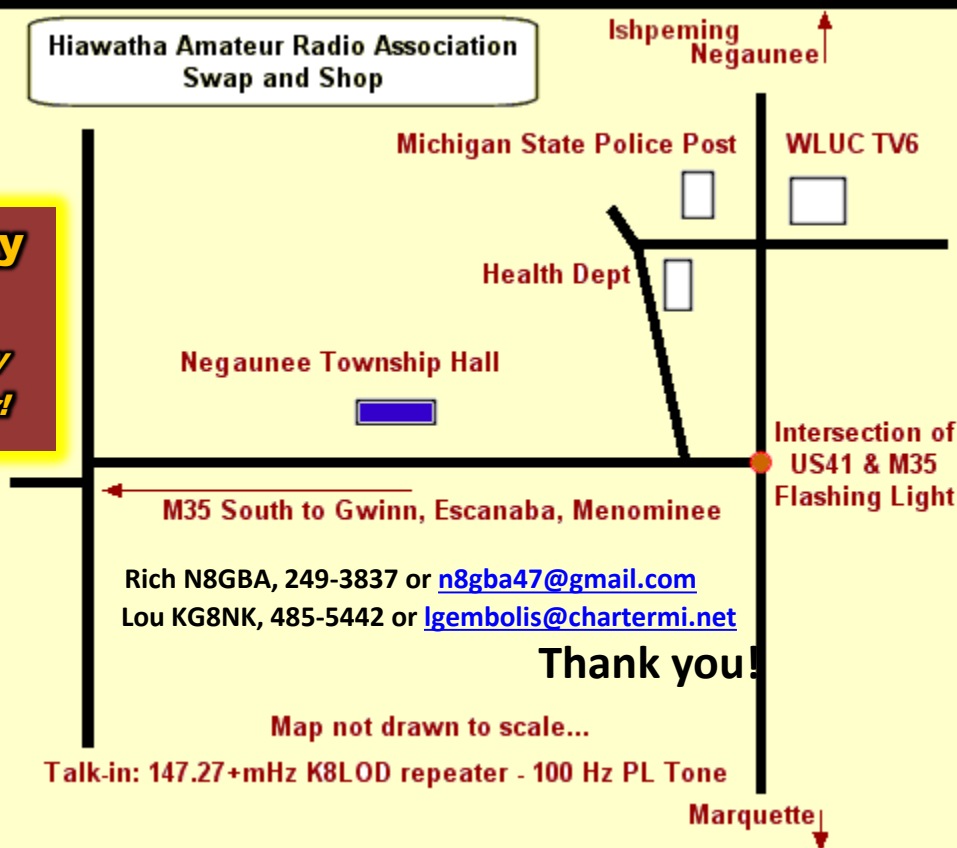 Hiawatha Amateur Radio Association
Swap and Shop
Ishpeming
Negaunee
Michigan State Police Post
WLUC TV6
Health Dept
Negaunee Township Hall
Intersection of
US41 & M35
Flashing Light
M35 South to Gwinn, Escanaba, Menominee
Rich N8GBA, 249-3837 or n8gba47@gmail.com
Lou KG8NK, 485-5442 or lgembolis@chartermi.net
Thank you!
Map not drawn to scale...
Talk-in: 147.27+mHz K8LOD repeater - 100 Hz PL Tone
Marquette